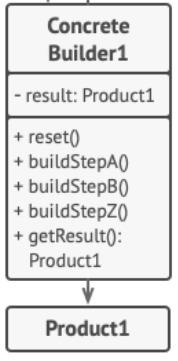 Concrete
Builder1
- result: Product1
+ reset()
+ buildStepA()
+ buildStepB()
+ buildStepZ()
+ getResult():
Product1
Product1